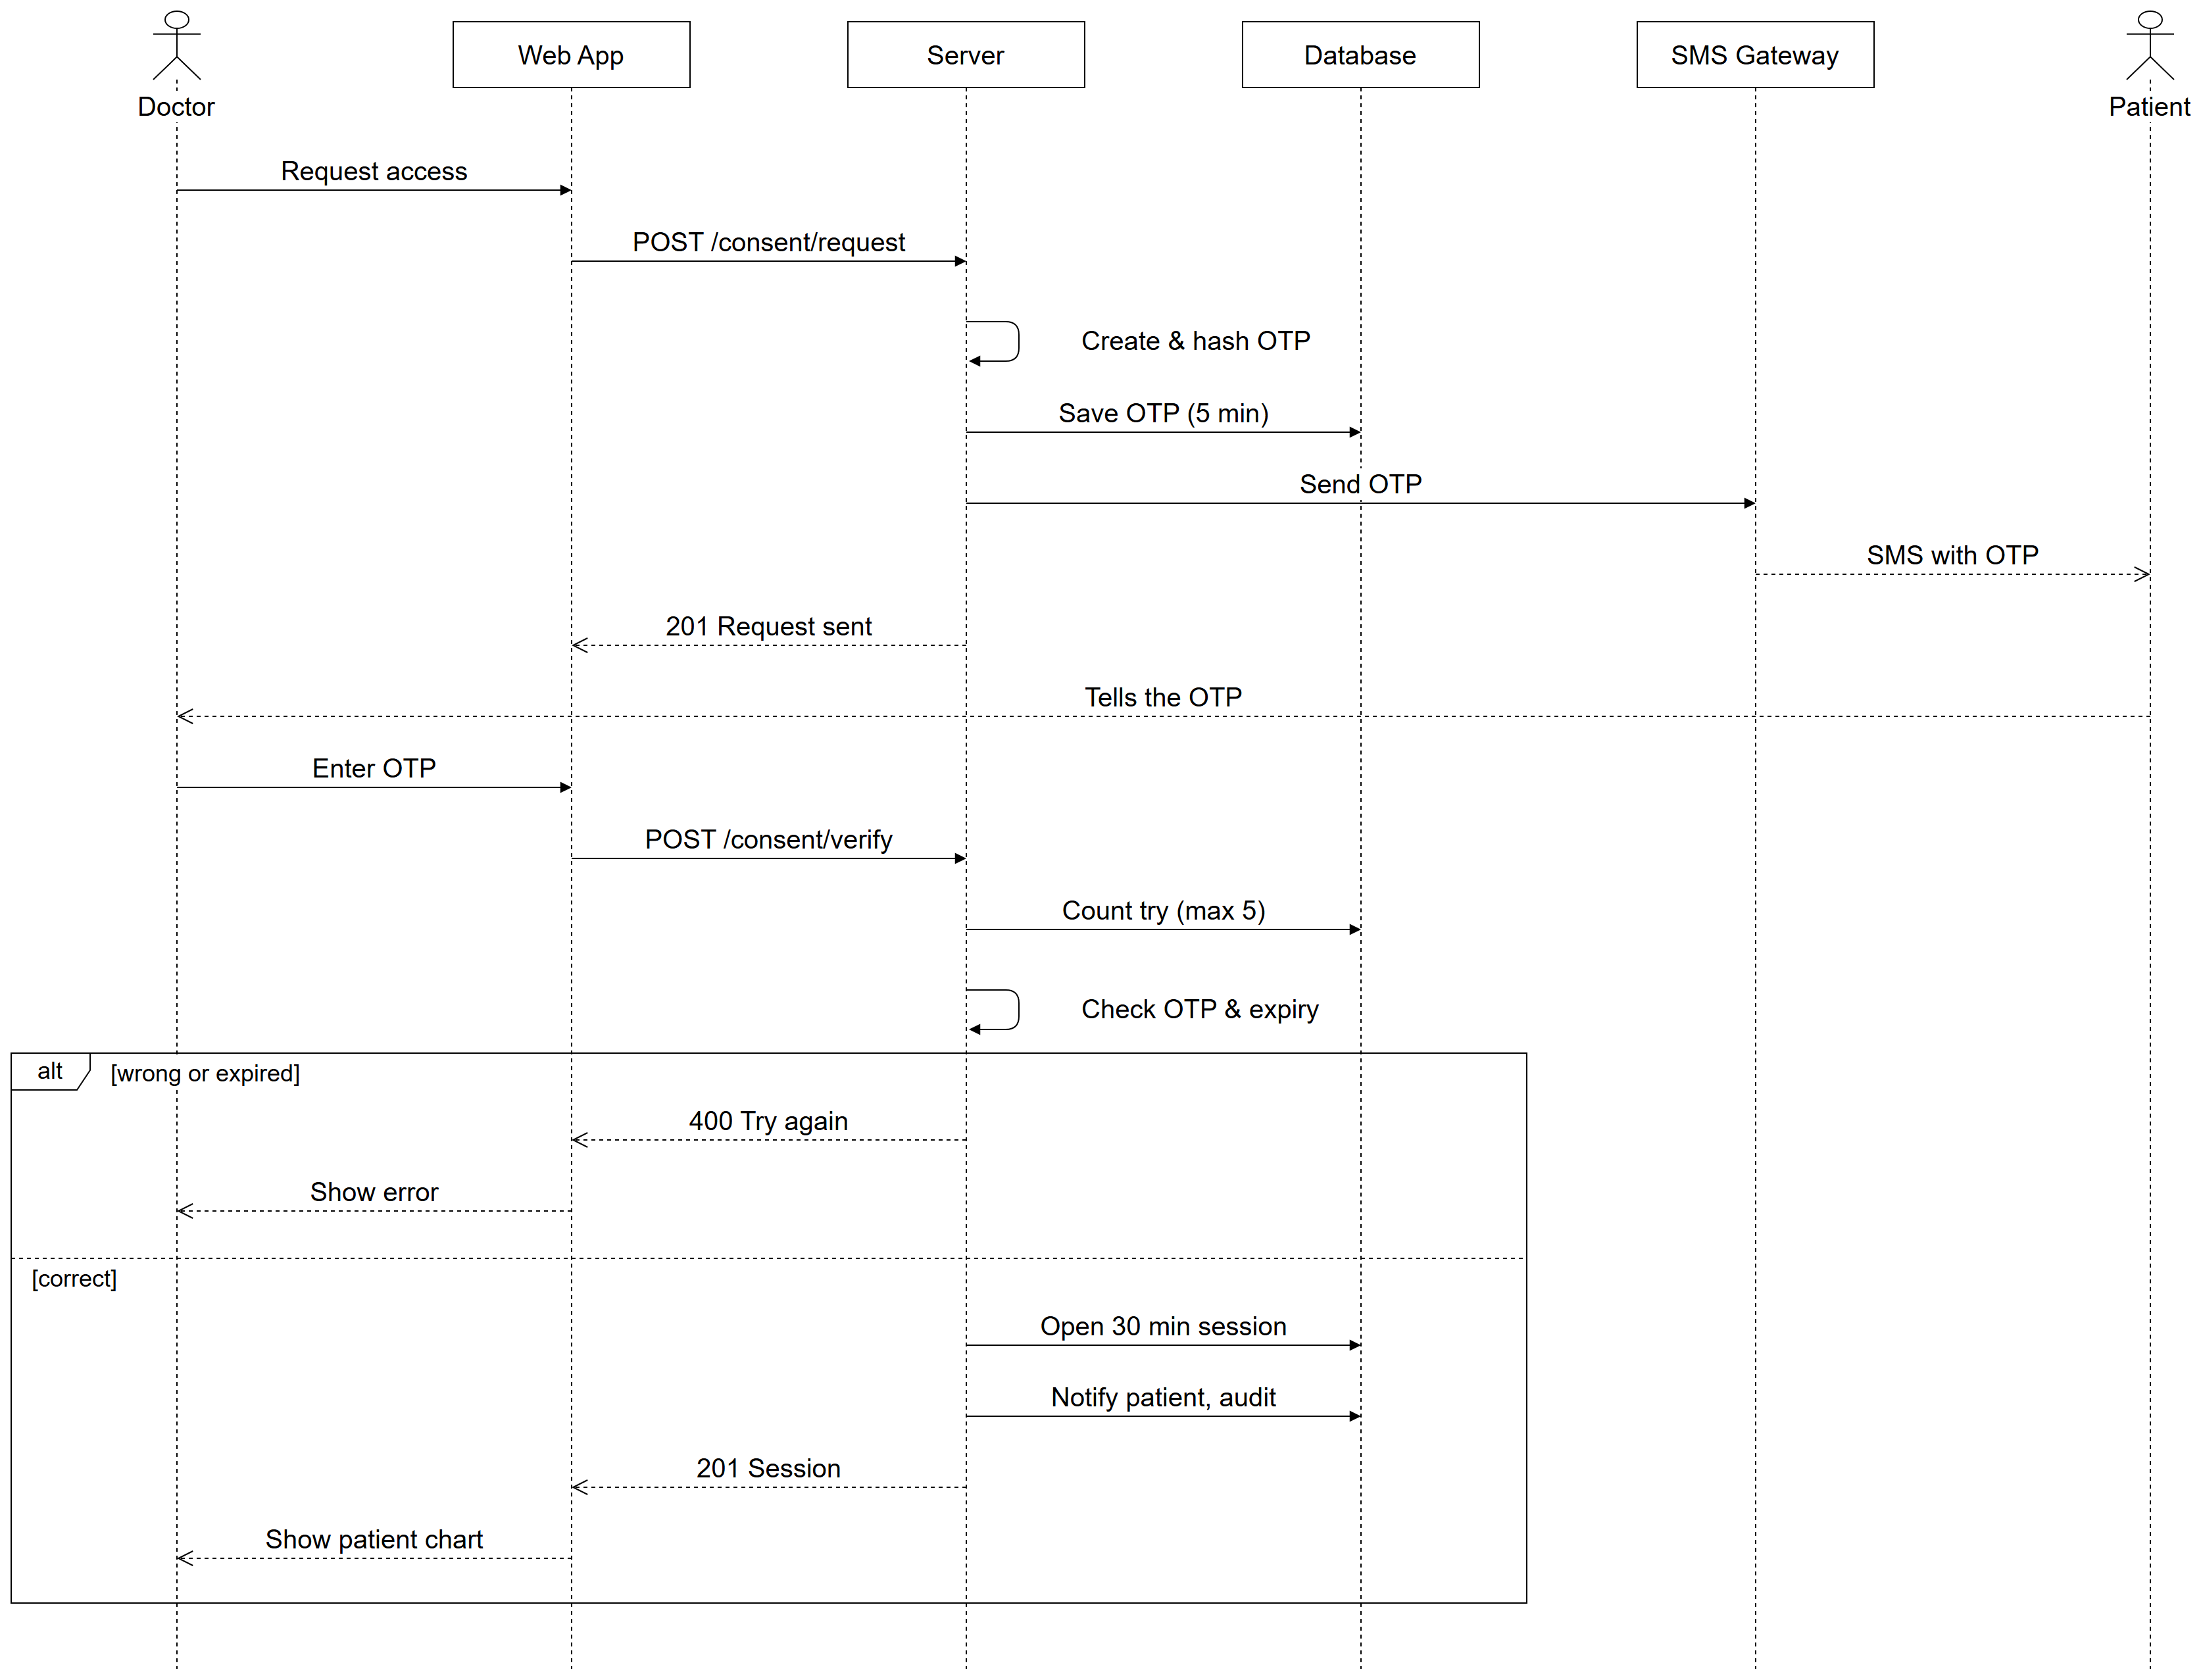 Doctor
Web App
Server
Database
SMS Gateway
Patient
Request access
POST /consent/request
Create & hash OTP
Save OTP (5 min)
Send OTP
SMS with OTP
201 Request sent
Tells the OTP
Enter OTP
POST /consent/verify
Count try (max 5)
Check OTP & expiry
alt
[wrong or expired]
400 Try again
Show error
[correct]
Open 30 min session
Notify patient, audit
201 Session
Show patient chart